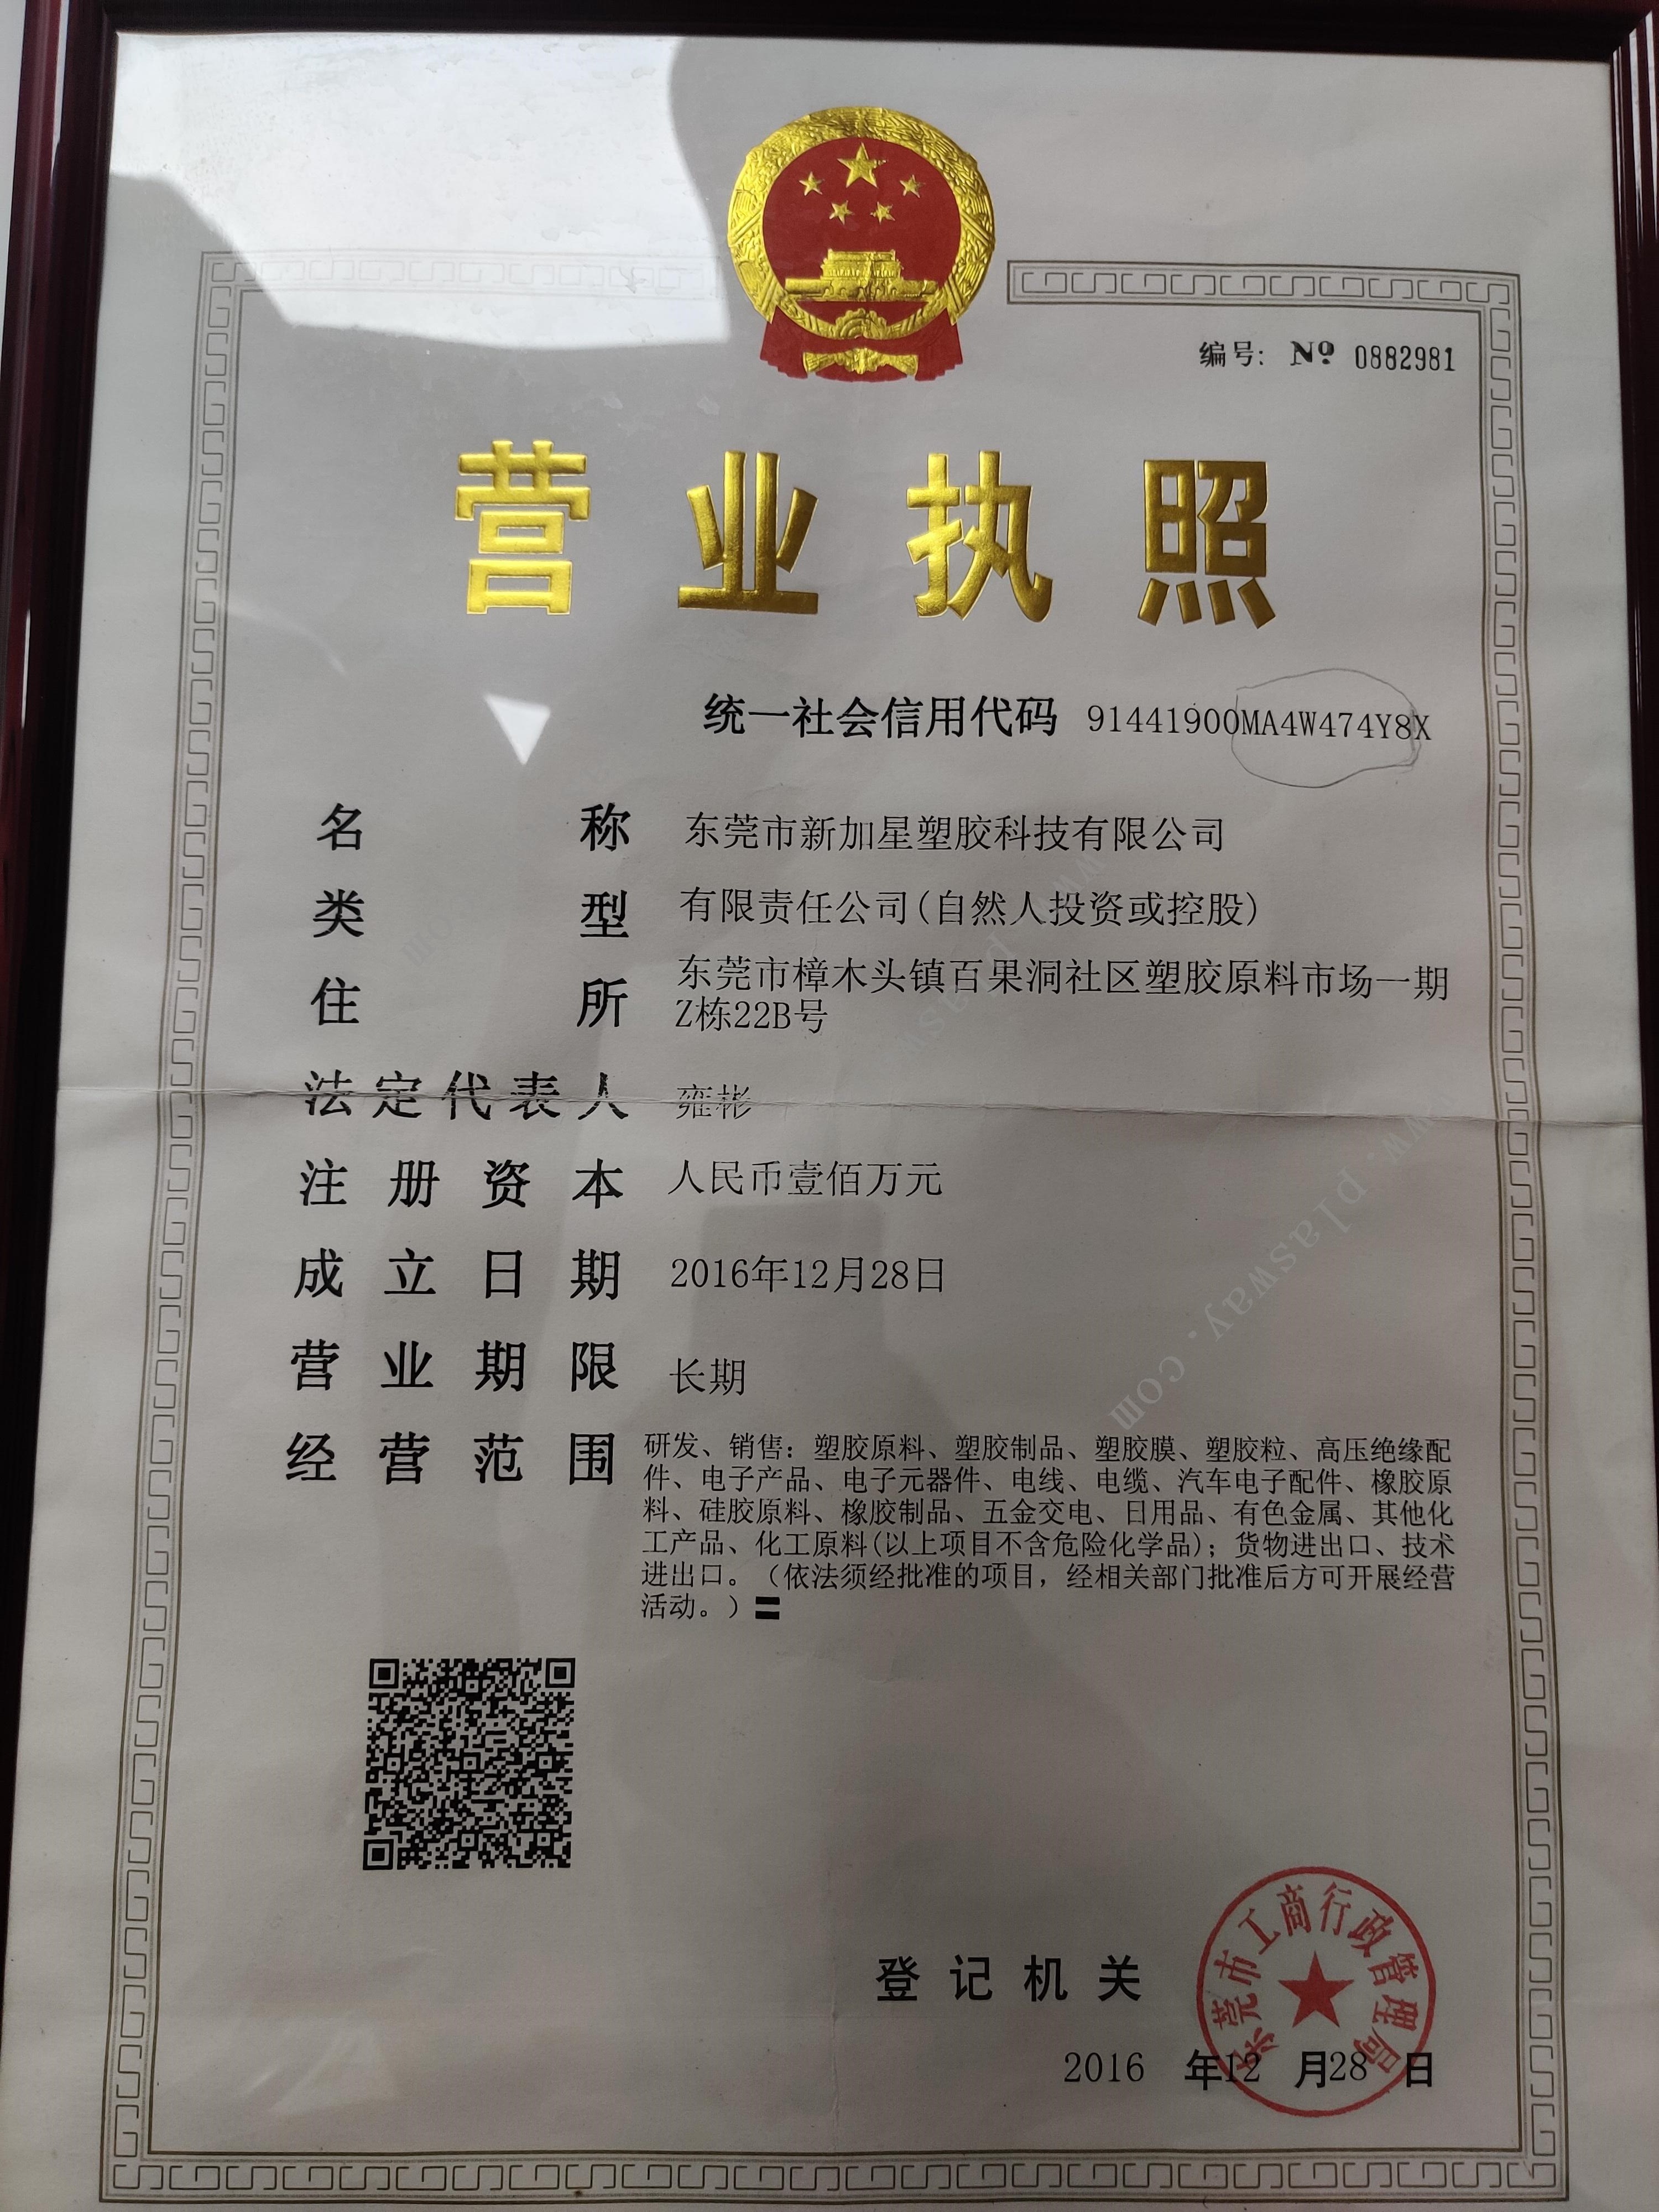 编号: Nº 0882981
营业执照
统一社会信用代码 91441900MA4W474Y8X
名称 东莞市新加星塑胶科技有限公司
类型 有限责任公司(自然人投资或控股)
住所 东莞市樟木头镇百果洞社区塑胶原料市场一期
Z栋22B号
法定代表人 雍彬
注册资本 人民币壹佰万元
成立日期 2016年12月28日
营业期限 长期
经营范围 研发、销售：塑胶原料、塑胶制品、塑胶膜、塑胶粒、高压绝缘配
件、电子产品、电子元器件、电线、电缆、汽车电子配件、橡胶原
料、硅胶原料、橡胶制品、五金交电、日用品、有色金属、其他化
工产品、化工原料(以上项目不含危险化学品)；货物进出口、技术
进出口。（依法须经批准的项目，经相关部门批准后方可开展经营
活动。）
登记机关
东莞市工商行政管理局
2016 年12 月28 日
www.plasway.com